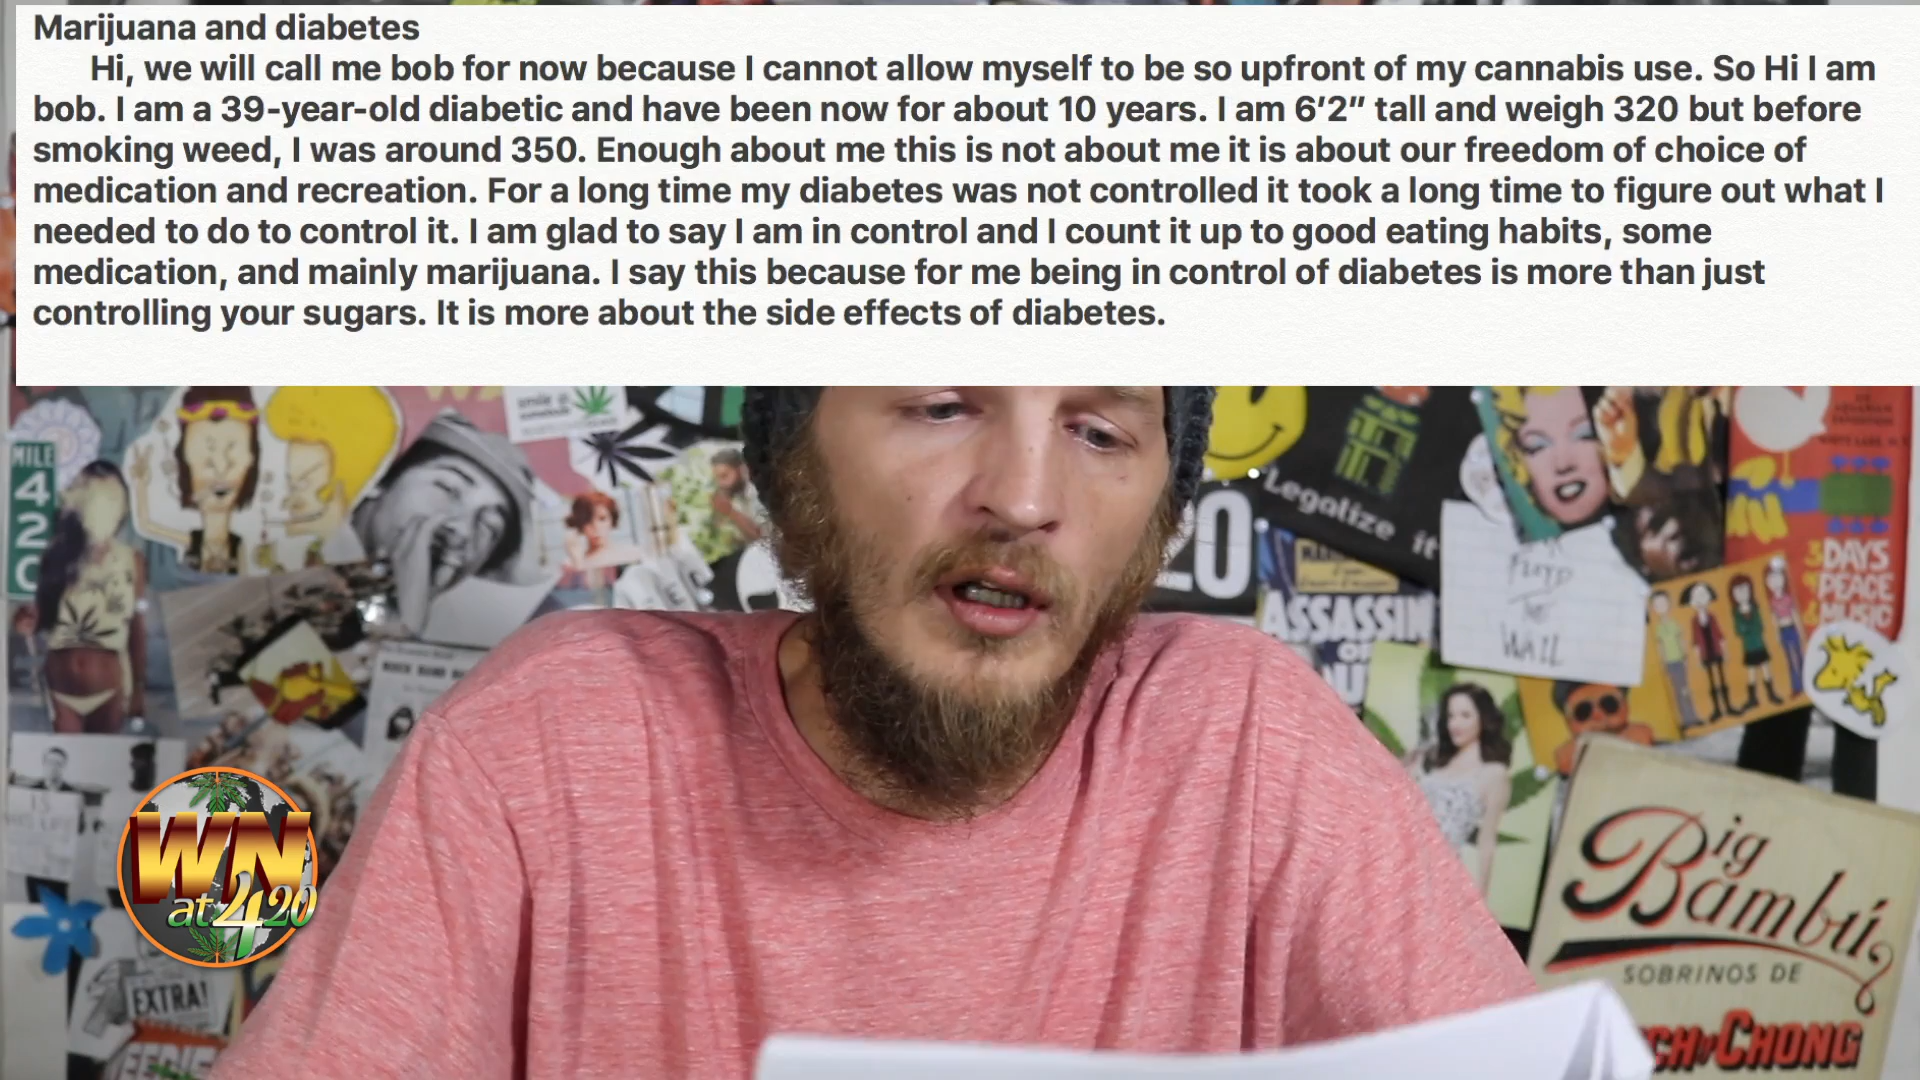 Marijuana and diabetes
Hi, we will call me bob for now because I cannot allow myself to be so upfront of my cannabis use. So Hi I am
bob. I am a 39-year-old diabetic and have been now for about 10 years. I am 6′2″ tall and weigh 320 but before
smoking weed, I was around 350. Enough about me this is not about me it is about our freedom of choice of
medication and recreation. For a long time my diabetes was not controlled it took a long time to figure out what I
needed to do to control it. I am glad to say I am in control and I count it up to good eating habits, some
medication, and mainly marijuana. I say this because for me being in control of diabetes is more than just
controlling your sugars. It is more about the side effects of diabetes.
MILE
4
2
Legalize it
20
ASSASSIN
OF
THE
WALL
3 DAYS
PEACE
& MUSIC
WN
at 420
EXTRA!
Big
Bambú
SOBRINOS DE
CHONG